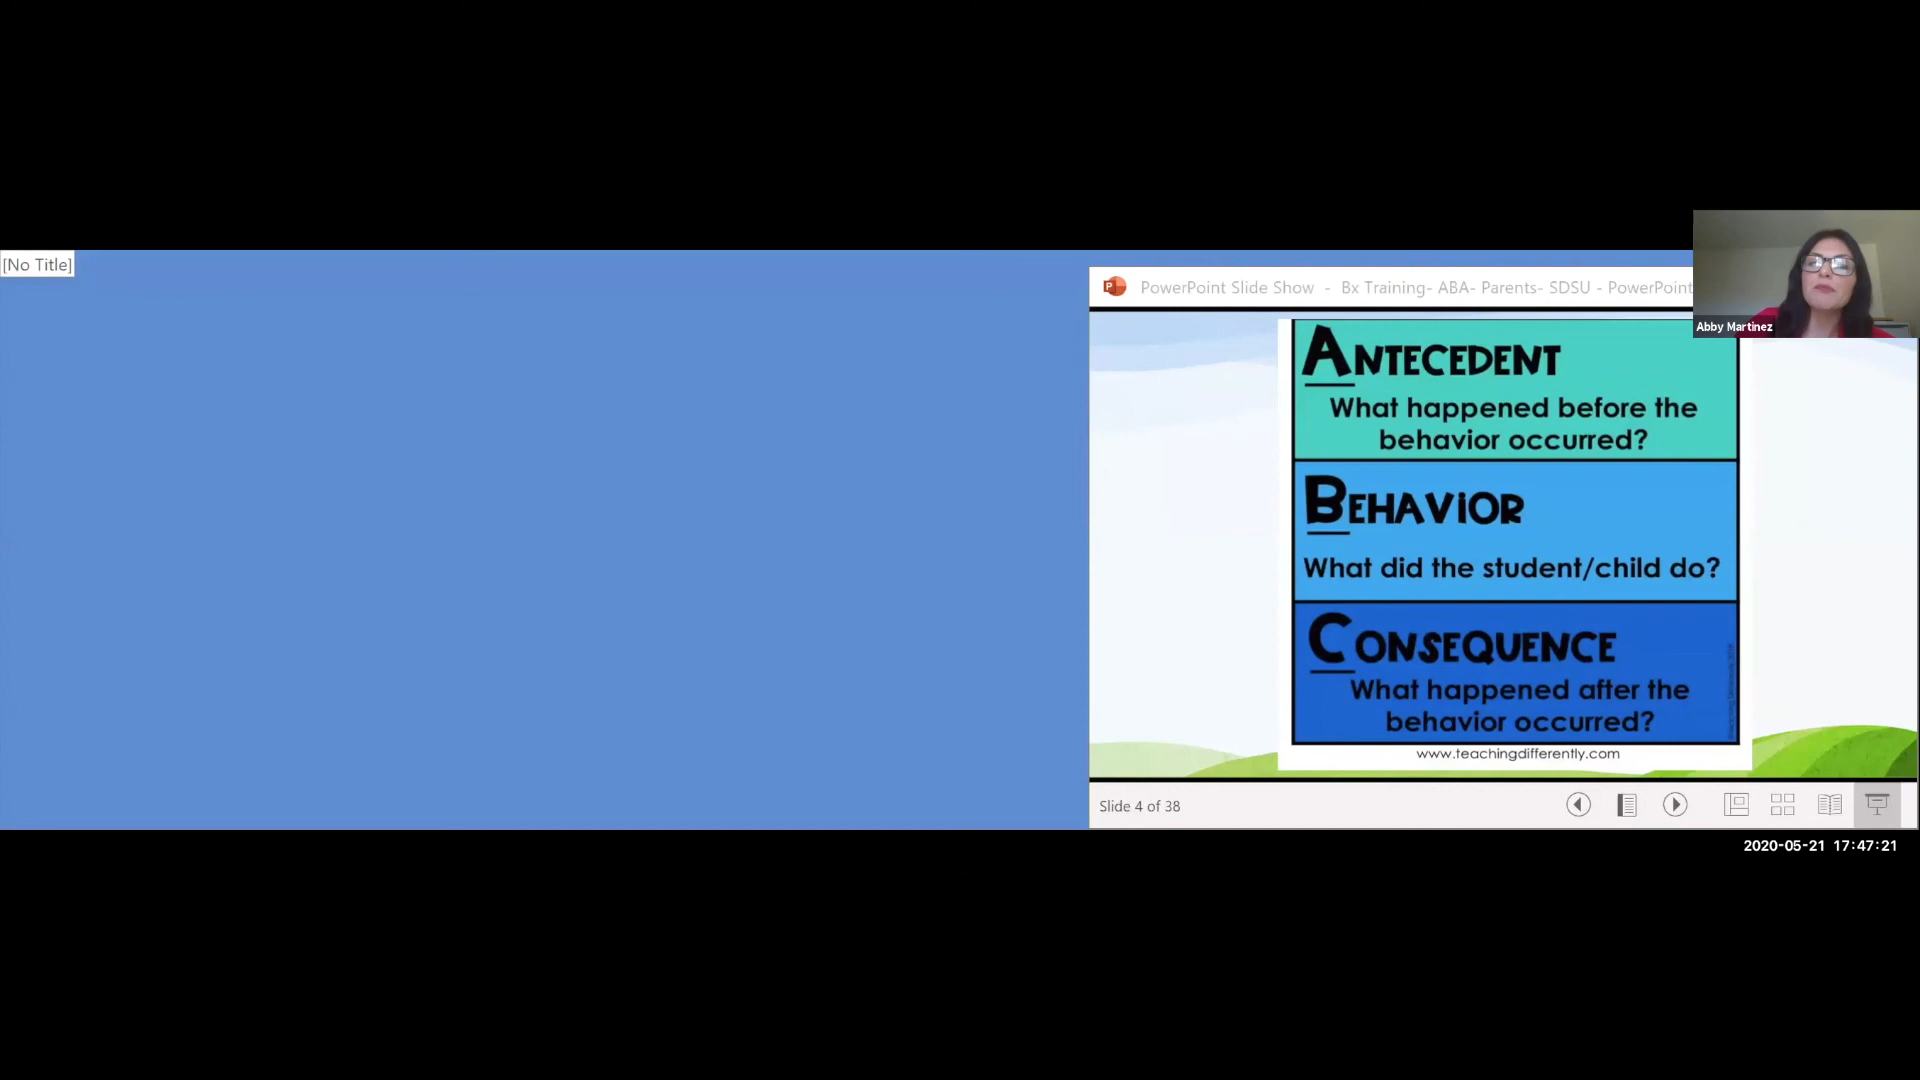 [No Title]
PowerPoint Slide Show - Bx Training- ABA- Parents- SDSU - PowerPoint
Abby Martinez
ANTECEDENT
What happened before the
behavior occurred?
BEHAViOR
What did the student/child do?
CONSEQUENCE
What happened after the
behavior occurred?
www.teachingdifferently.com
Slide 4 of 38
2020-05-21 17:47:21